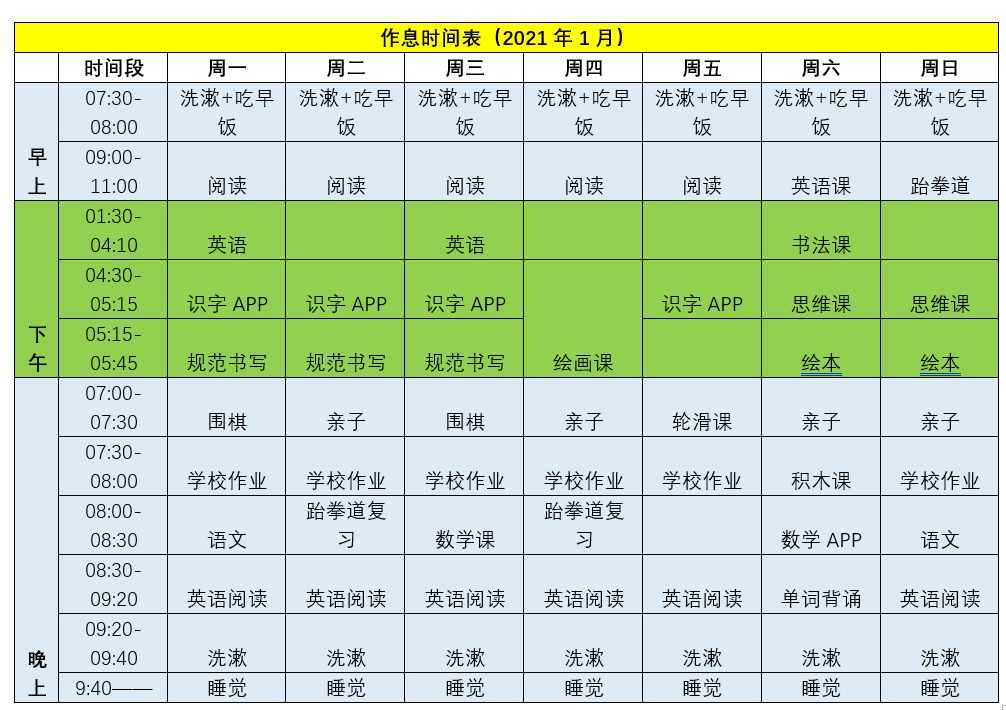 作息时间表（2021 年 1 月）
时间段 周一 周二 周三 周四 周五 周六 周日
早上
07:30-08:00 洗漱+吃早饭 洗漱+吃早饭 洗漱+吃早饭 洗漱+吃早饭 洗漱+吃早饭 洗漱+吃早饭 洗漱+吃早饭
09:00-11:00 阅读 阅读 阅读 阅读 阅读 英语课 跆拳道
下午
01:30-04:10 英语 英语 书法课
04:30-05:15 识字 APP 识字 APP 识字 APP 识字 APP 思维课 思维课
05:15-05:45 规范书写 规范书写 规范书写 绘画课 绘本 绘本
晚上
07:00-07:30 围棋 亲子 围棋 亲子 轮滑课 亲子 亲子
07:30-08:00 学校作业 学校作业 学校作业 学校作业 学校作业 积木课 学校作业
08:00-08:30 语文 跆拳道复习 数学课 跆拳道复习 数学 APP 语文
08:30-09:20 英语阅读 英语阅读 英语阅读 英语阅读 英语阅读 单词背诵 英语阅读
09:20-09:40 洗漱 洗漱 洗漱 洗漱 洗漱 洗漱 洗漱
9:40—— 睡觉 睡觉 睡觉 睡觉 睡觉 睡觉 睡觉